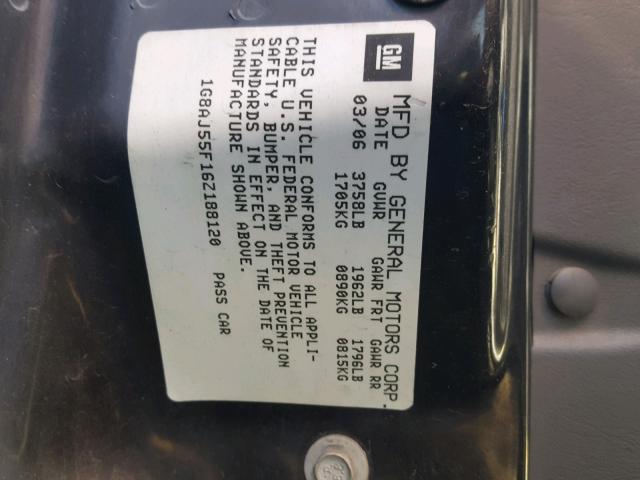 GM
MFD BY GENERAL MOTORS CORP.
DATE GVWR GAWR FRT GAWR RR
03/06 3758LB 1962LB 1796LB
1705KG 0890KG 0815KG
THIS VEHICLE CONFORMS TO ALL APPLI-
CABLE U.S. FEDERAL MOTOR VEHICLE
SAFETY, BUMPER, AND THEFT PREVENTION
STANDARDS IN EFFECT ON THE DATE OF
MANUFACTURE SHOWN ABOVE.
1G8AJ55F16Z188120 PASS CAR